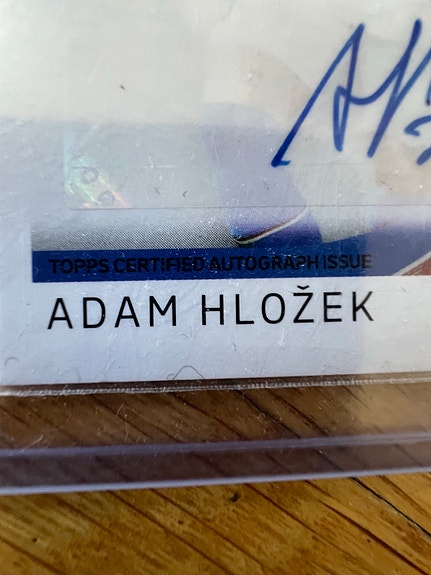 TOPPS CERTIFIED AUTOGRAPH ISSUE
ADAM HLOŽEK